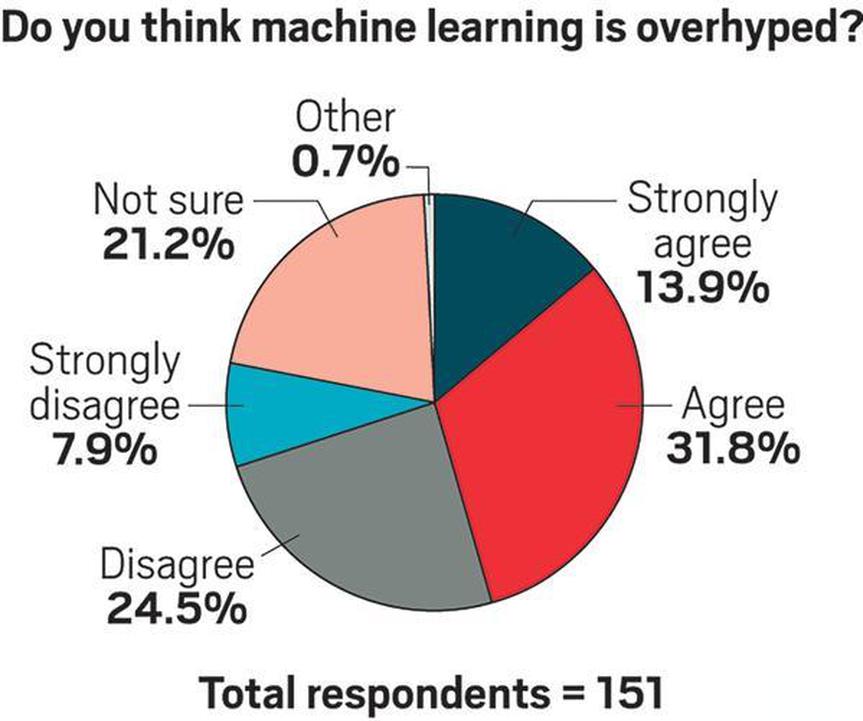 Do you think machine learning is overhyped?
Other
0.7%
Not sure
21.2%
Strongly
agree
13.9%
Strongly
disagree
7.9%
Agree
31.8%
Disagree
24.5%
Total respondents = 151